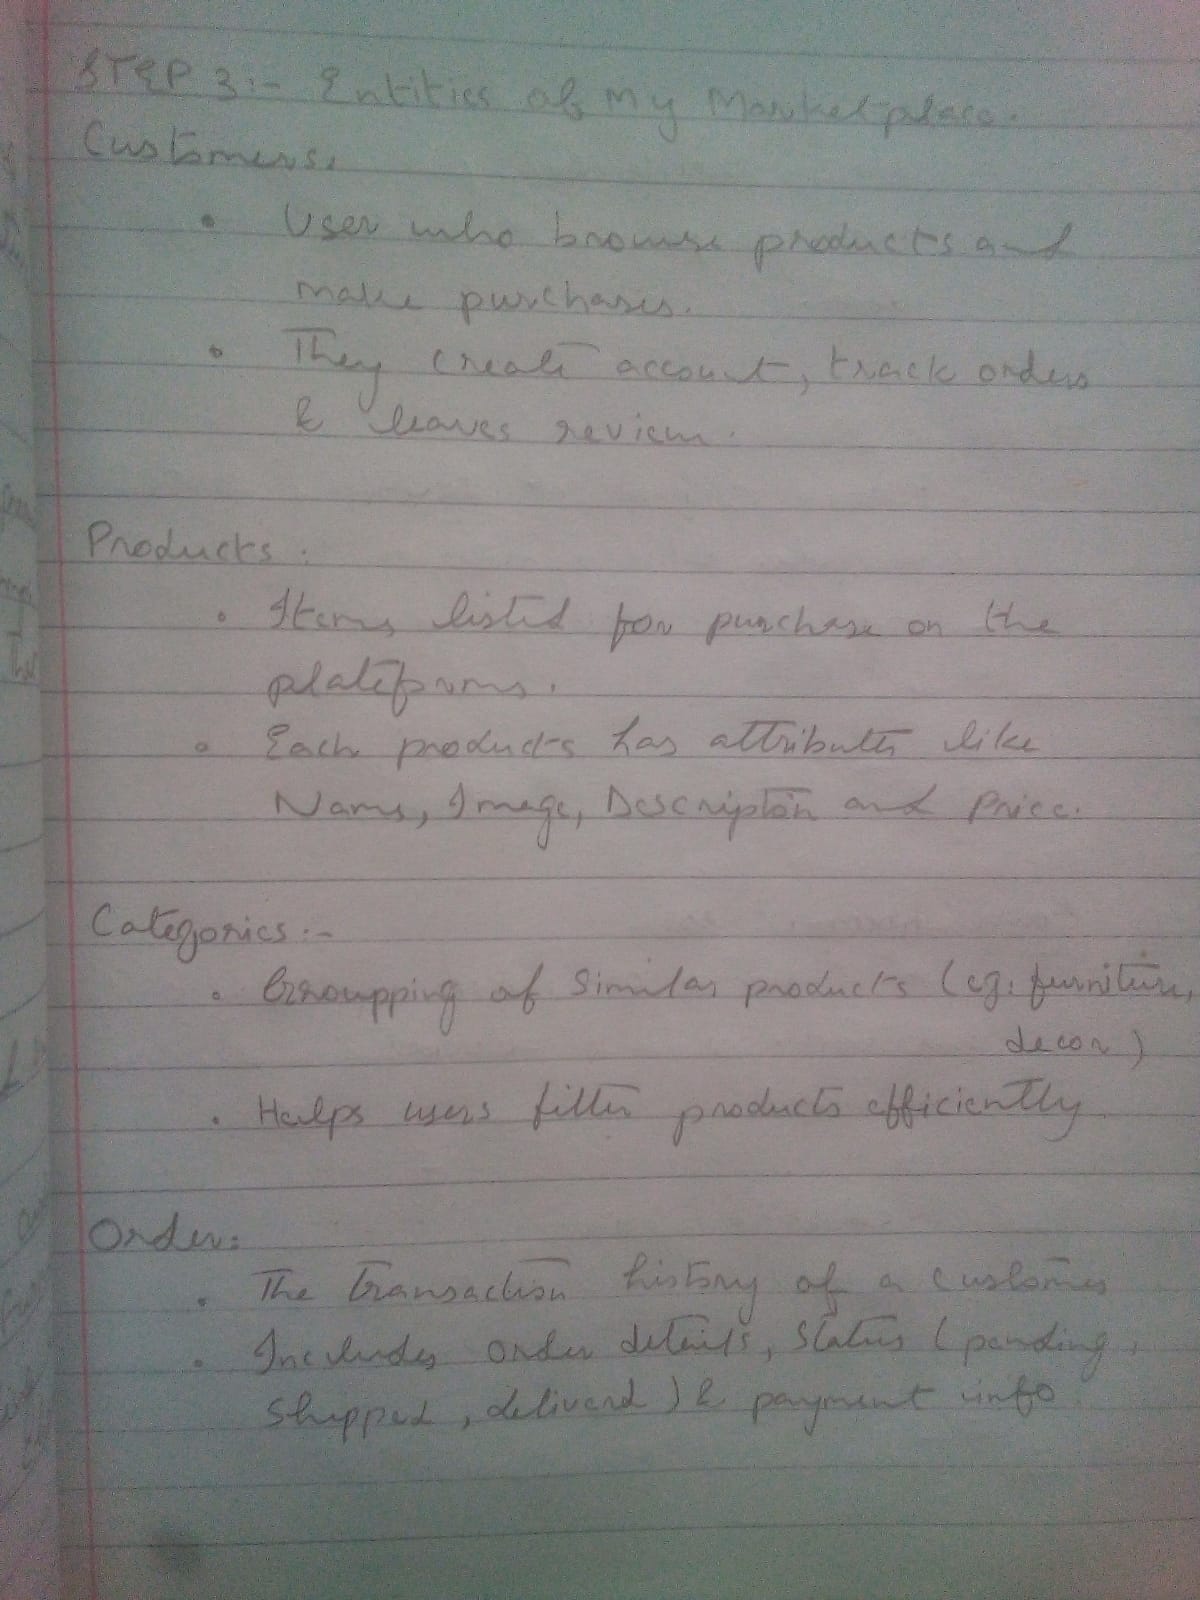 STEP 3:- Entities of My Marketplace.
Customers:
• User who browse products and
make purchases.
• They create account, track orders
& leaves review.
Products:
• Items listed for purchase on the
plateforms.
• Each products has attributes like
Name, Image, Description and Price.
Categories:-
• Groupping of Similar products (eg: furniture,
decor)
• Helps users filter products efficiently
Order:
• The transaction history of a customer
• Includes order details, Status (pending,
Shipped, deliverd) & payment info.